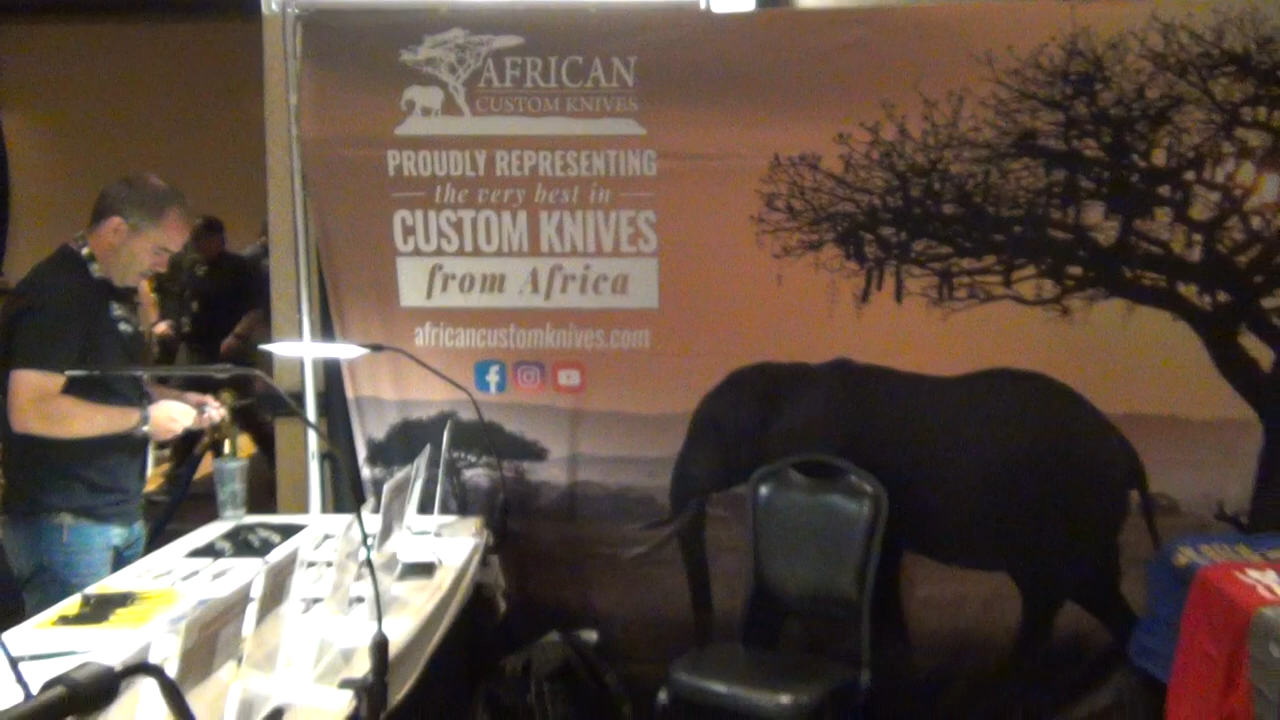 AFRICAN
CUSTOM KNIVES
PROUDLY REPRESENTING
the very best in
CUSTOM KNIVES
from Africa
africancustomknives.com